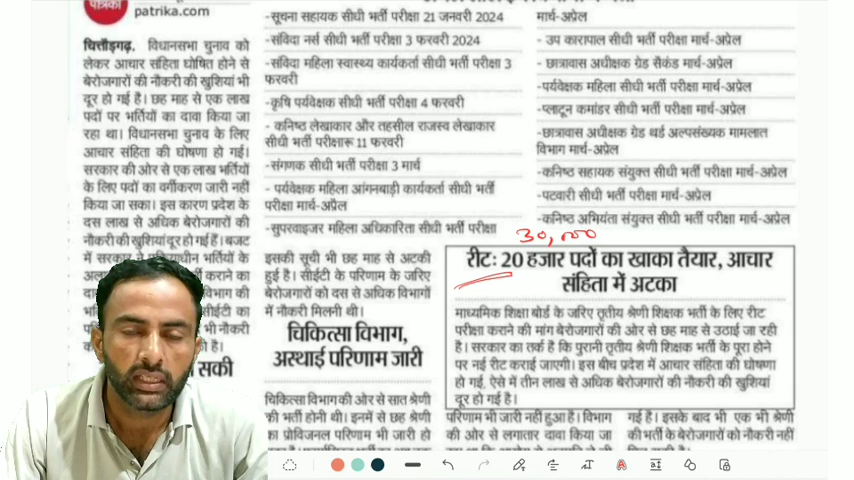 पत्रिका
patrika.com
चित्तौड़गढ़. विधानसभा चुनाव को
लेकर आचार संहिता घोषित होने से
बेरोजगारों की नौकरी की खुशियां भी
दूर हो गई है। छह माह से एक लाख
पदों पर भर्तियों का दावा किया जा
रहा था। विधानसभा चुनाव के लिए
आचार संहिता की घोषणा हो गई।
सरकार की ओर से एक लाख भर्तियों
के लिए पदों का वर्गीकरण जारी नहीं
किया जा सका। इस कारण प्रदेश के
दस लाख से अधिक बेरोजगारों की
नौकरी की खुशियां दूर हो गई हैं। बजट
में सरकार
भर्तियों के
कराने का
विभाग की
सीईटी का
भी नौकरी
है।
सकी
-सूचना सहायक सीधी भर्ती परीक्षा 21 जनवरी 2024
-संविदा नर्स सीधी भर्ती परीक्षा 3 फरवरी 2024
-संविदा महिला स्वास्थ्य कार्यकर्ता सीधी भर्ती परीक्षा 3
फरवरी
-कृषि पर्यवेक्षक सीधी भर्ती परीक्षा 4 फरवरी
- कनिष्ठ लेखाकार और तहसील राजस्व लेखाकार
सीधी भर्ती परीक्षारू 11 फरवरी
-संगणक सीधी भर्ती परीक्षा 3 मार्च
- पर्यवेक्षक महिला आंगनबाड़ी कार्यकर्ता सीधी भर्ती
परीक्षा मार्च-अप्रैल
-सुपरवाइजर महिला अधिकारिता सीधी भर्ती परीक्षा
मार्च-अप्रेल
- उप कारापाल सीधी भर्ती परीक्षा मार्च-अप्रेल
- छात्रावास अधीक्षक ग्रेड सैकंड मार्च-अप्रेल
-पर्यवेक्षक महिला सीधी भर्ती परीक्षा मार्च-अप्रेल
-प्लाटून कमांडर सीधी भर्ती परीक्षा मार्च-अप्रेल
-छात्रावास अधीक्षक ग्रेड थर्ड अल्पसंख्यक मामलात
विभाग मार्च-अप्रेल
-कनिष्ठ सहायक संयुक्त सीधी भर्ती परीक्षा मार्च-अप्रेल
-पटवारी सीधी भर्ती परीक्षा मार्च-अप्रेल
-कनिष्ठ अभियंता संयुक्त सीधी भर्ती परीक्षा मार्च-अप्रेल
इसकी सूची भी छह माह से अटकी
हुई है। सीईटी के परिणाम के जरिए
बेरोजगारों को दस से अधिक विभागों
में नौकरी मिलनी थी।
चिकित्सा विभाग,
अस्थाई परिणाम जारी
चिकित्सा विभाग की ओर से सात श्रेणी
की भर्ती होनी थी। इनमें से छह श्रेणी
का प्रोविजनल परिणाम भी जारी हो
30,000
रीटः 20 हजार पदों का खाका तैयार, आचार
संहिता में अटका
माध्यमिक शिक्षा बोर्ड के जरिए तृतीय श्रेणी शिक्षक भर्ती के लिए रीट
परीक्षा कराने की मांग बेरोजगारों की ओर से छह माह से उठाई जा रही
है। सरकार का तर्क है कि पुरानी तृतीय श्रेणी शिक्षक भर्ती के पूरा होने
पर नई रीट कराई जाएगी। इस बीच प्रदेश में आचार संहिता की घोषणा
हो गई, ऐसे में तीन लाख से अधिक बेरोजगारों की नौकरी की खुशियां
दूर हो गई है।
परिणाम भी जारी नहीं हुआ है। विभाग
की ओर से लगातार दावा किया जा
गई है। इसके बाद भी एक भी श्रेणी
की भर्ती के बेरोजगारों को नौकरी नहीं